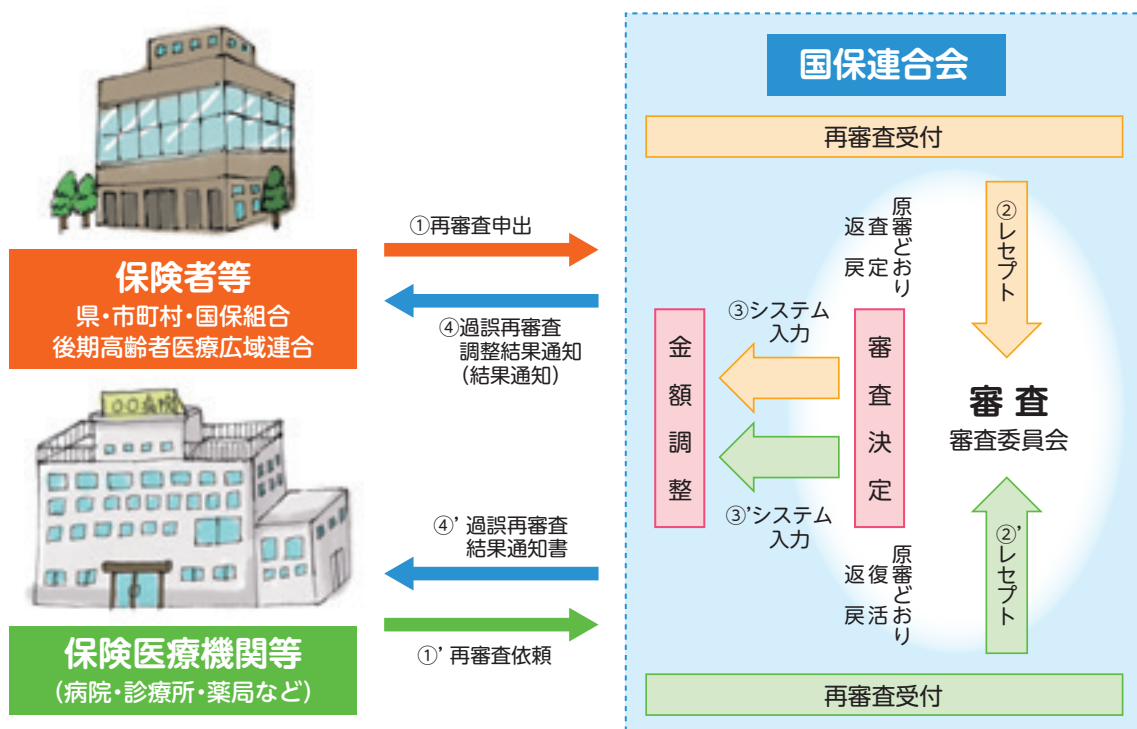 国保連合会
再審査受付
①再審査申出
保険者等
県・市町村・国保組合
後期高齢者医療広域連合
④過誤再審査
調整結果通知
(結果通知)
原審どおり
査定
返戻
②レセプト
③システム
入力
金額調整
審査決定
審査
審査委員会
③’システム
入力
○○病院
④’過誤再審査
結果通知書
原審どおり
復活
返戻
②’レセプト
保険医療機関等
(病院・診療所・薬局など)
①’再審査依頼
再審査受付